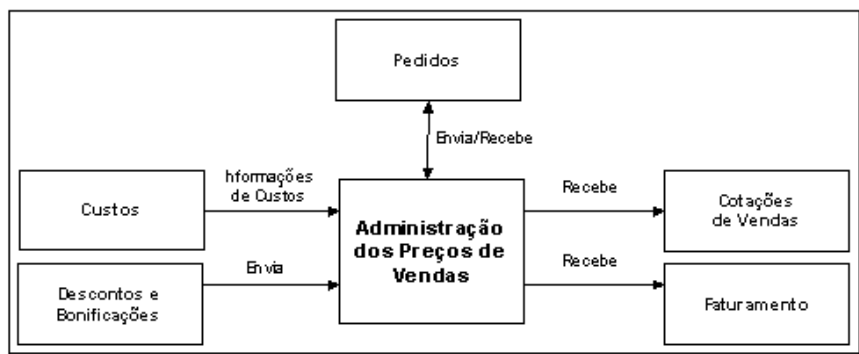 Pedidos
Envia/Recebe
Informações
de Custos
Custos
Administração
dos Preços de
Vendas
Recebe
Cotações
de Vendas
Descontos e
Bonificações
Envia
Recebe
Faturamento